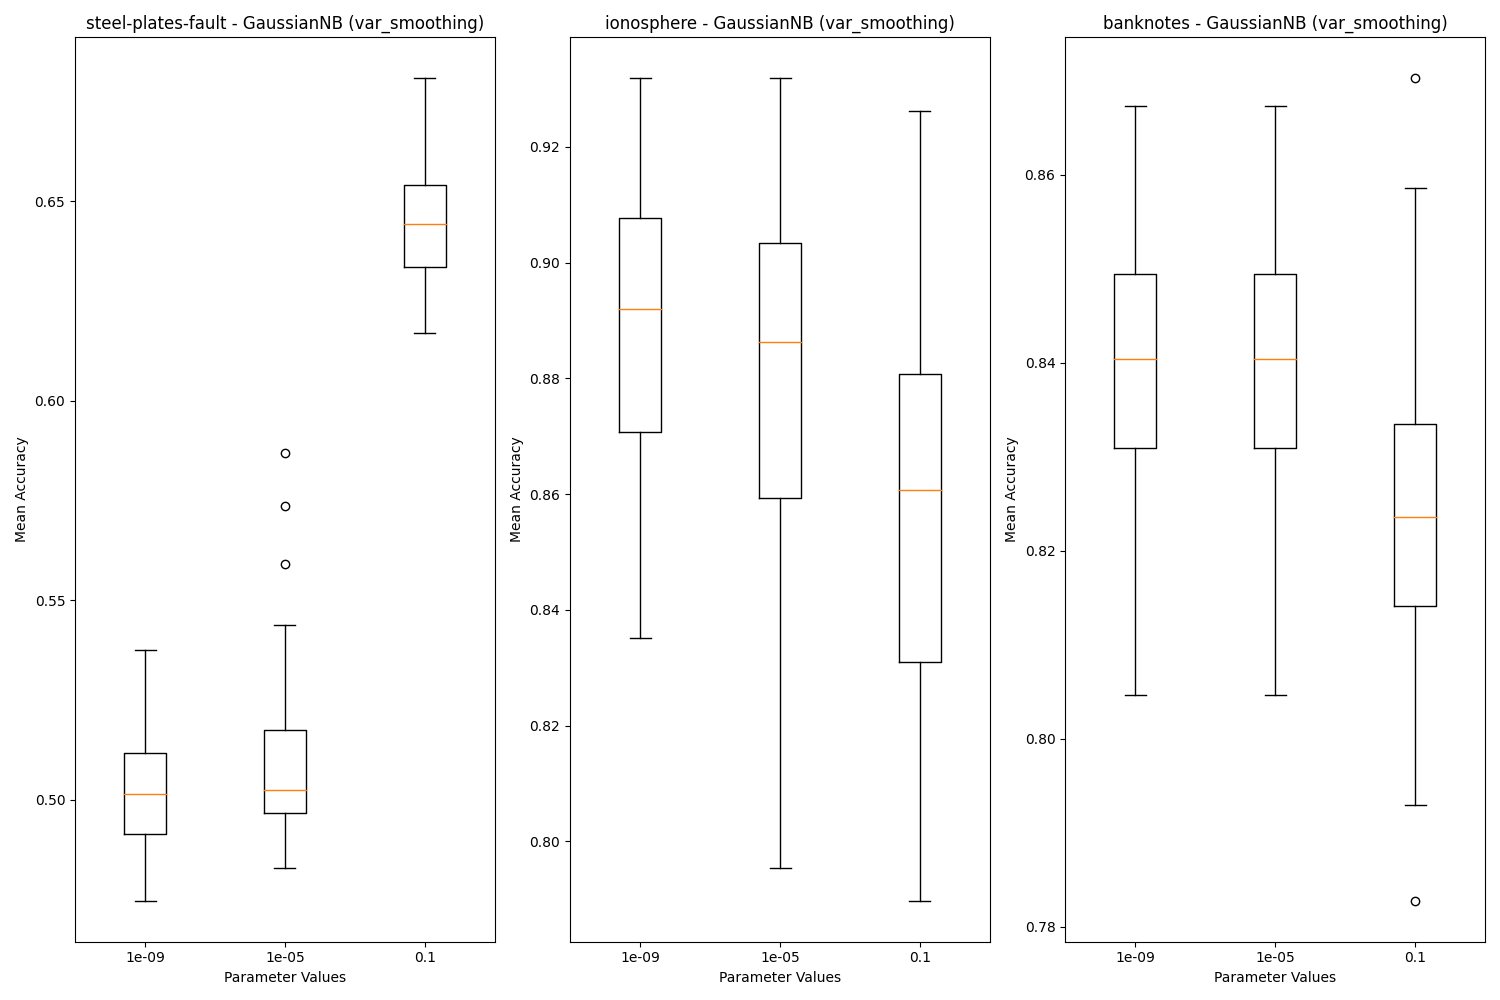 steel-plates-fault - GaussianNB (var_smoothing)
Mean Accuracy
0.65
0.60
0.55
0.50
1e-09 1e-05 0.1
Parameter Values
ionosphere - GaussianNB (var_smoothing)
Mean Accuracy
0.92
0.90
0.88
0.86
0.84
0.82
0.80
1e-09 1e-05 0.1
Parameter Values
banknotes - GaussianNB (var_smoothing)
Mean Accuracy
0.86
0.84
0.82
0.80
0.78
1e-09 1e-05 0.1
Parameter Values